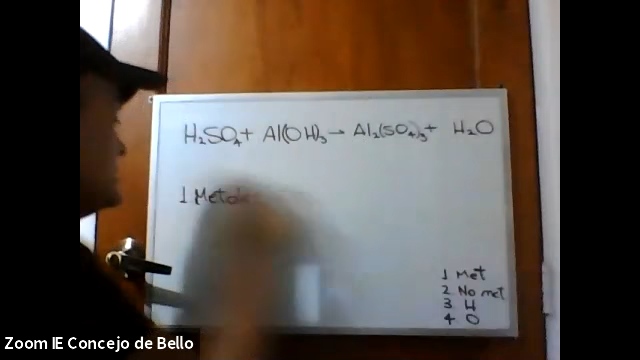 H₂SO₄ + Al(OH)₃ → Al₂(SO₄)₃ + H₂O
1 Metales
1 Met
2 No met
3 H
4 O
Zoom IE Concejo de Bello